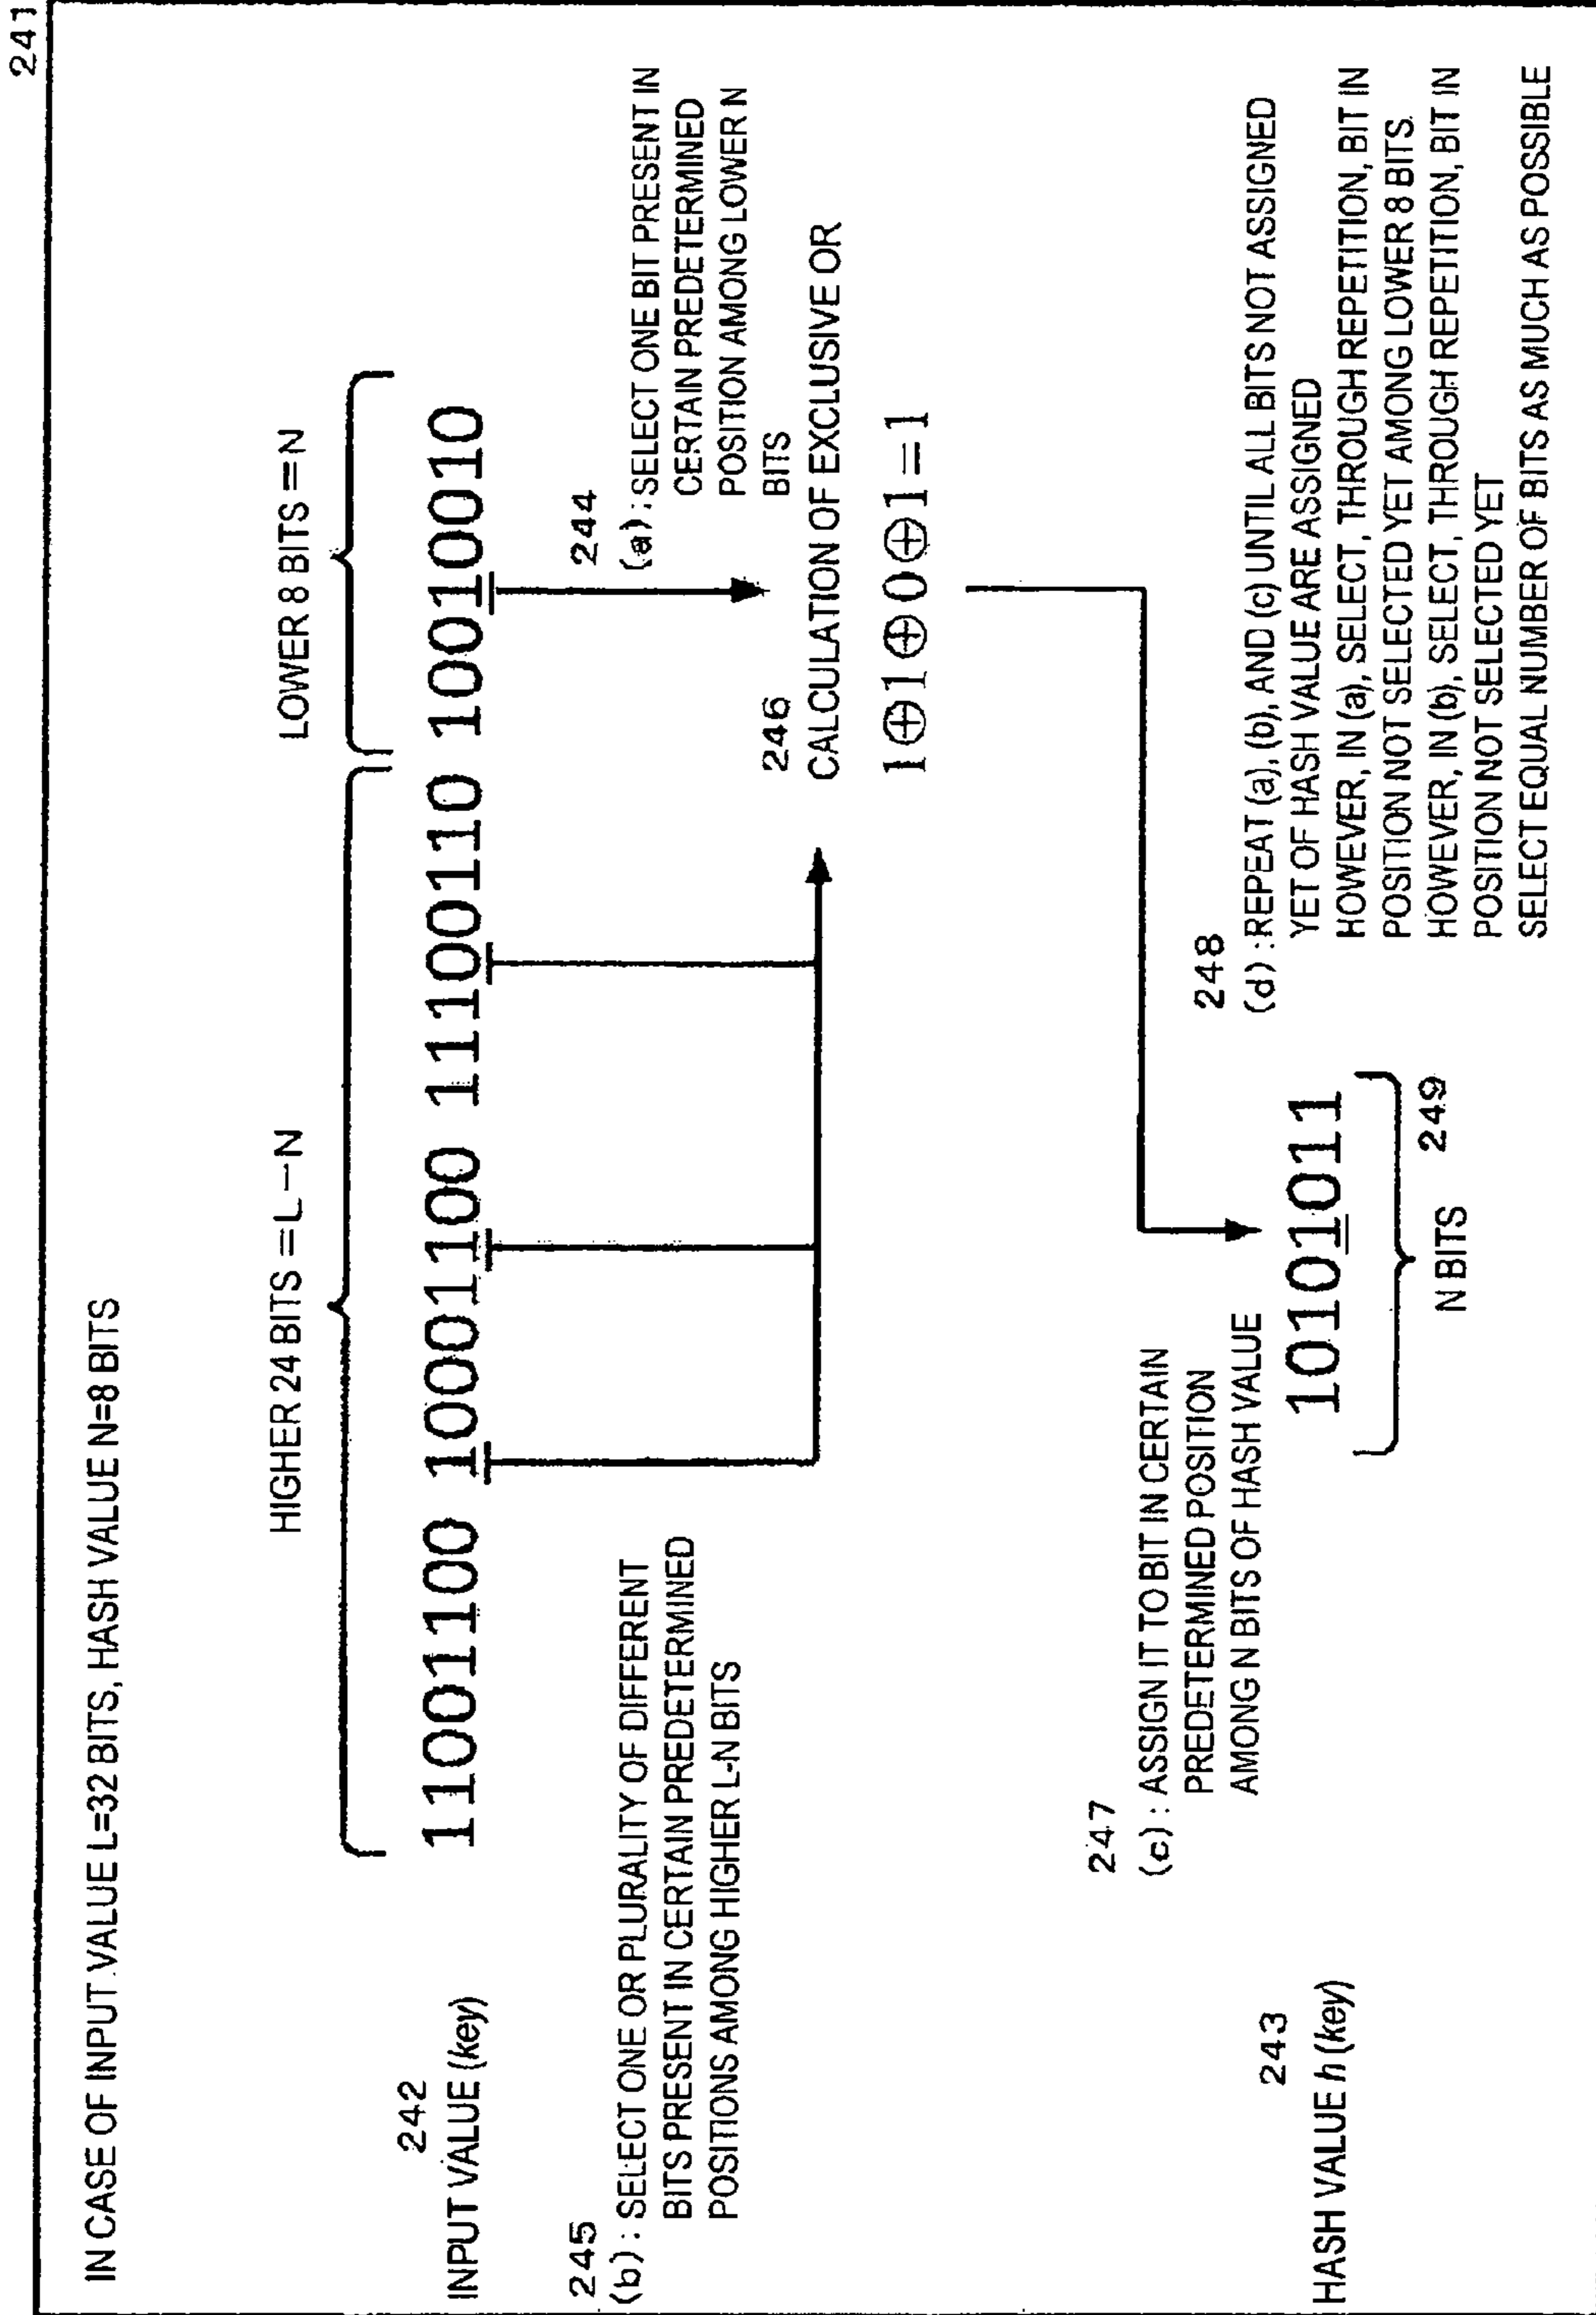 241
IN CASE OF INPUT VALUE L=32 BITS, HASH VALUE N=8 BITS
HIGHER 24 BITS =L−N
LOWER 8 BITS =N
242
INPUT VALUE (key)
11001100 10001100 11100110 10010010
244
(a): SELECT ONE BIT PRESENT IN
CERTAIN PREDETERMINED
POSITION AMONG LOWER N
BITS
245
(b) : SELECT ONE OR PLURALITY OF DIFFERENT
BITS PRESENT IN CERTAIN PREDETERMINED
POSITIONS AMONG HIGHER L-N BITS
246
CALCULATION OF EXCLUSIVE OR
1⊕1⊕0⊕1=1
247
(c) : ASSIGN IT TO BIT IN CERTAIN
PREDETERMINED POSITION
AMONG N BITS OF HASH VALUE
248
(d) : REPEAT (a), (b), AND (c) UNTIL ALL BITS NOT ASSIGNED
YET OF HASH VALUE ARE ASSIGNED
HOWEVER, IN (a), SELECT, THROUGH REPETITION, BIT IN
POSITION NOT SELECTED YET AMONG LOWER 8 BITS.
HOWEVER, IN (b), SELECT, THROUGH REPETITION, BIT IN
POSITION NOT SELECTED YET
SELECT EQUAL NUMBER OF BITS AS MUCH AS POSSIBLE
243
HASH VALUE h (key)
10101011
N BITS 249